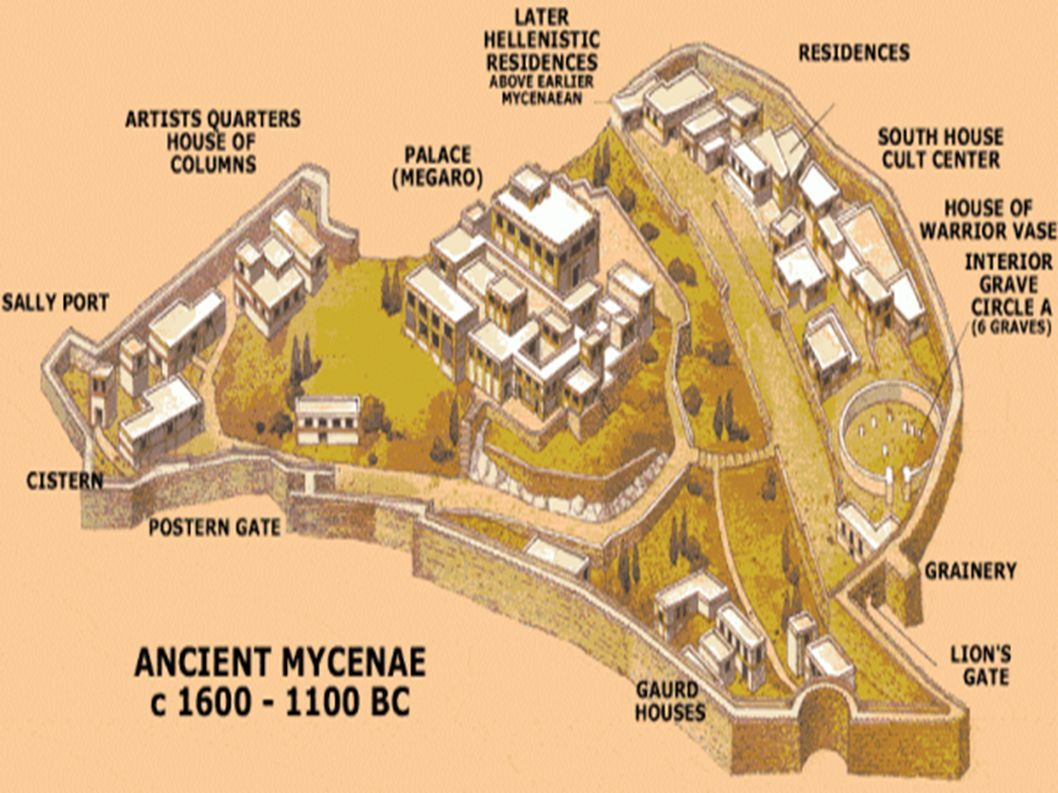 LATER
HELLENISTIC
RESIDENCES
ABOVE EARLIER
MYCENAEAN
RESIDENCES
ARTISTS QUARTERS
HOUSE OF
COLUMNS
PALACE
(MEGARO)
SOUTH HOUSE
CULT CENTER
HOUSE OF
WARRIOR VASE
INTERIOR
GRAVE
CIRCLE A
(6 GRAVES)
SALLY PORT
CISTERN
POSTERN GATE
GRAINERY
LION'S
GATE
GAURD
HOUSES
ANCIENT MYCENAE
c 1600 - 1100 BC